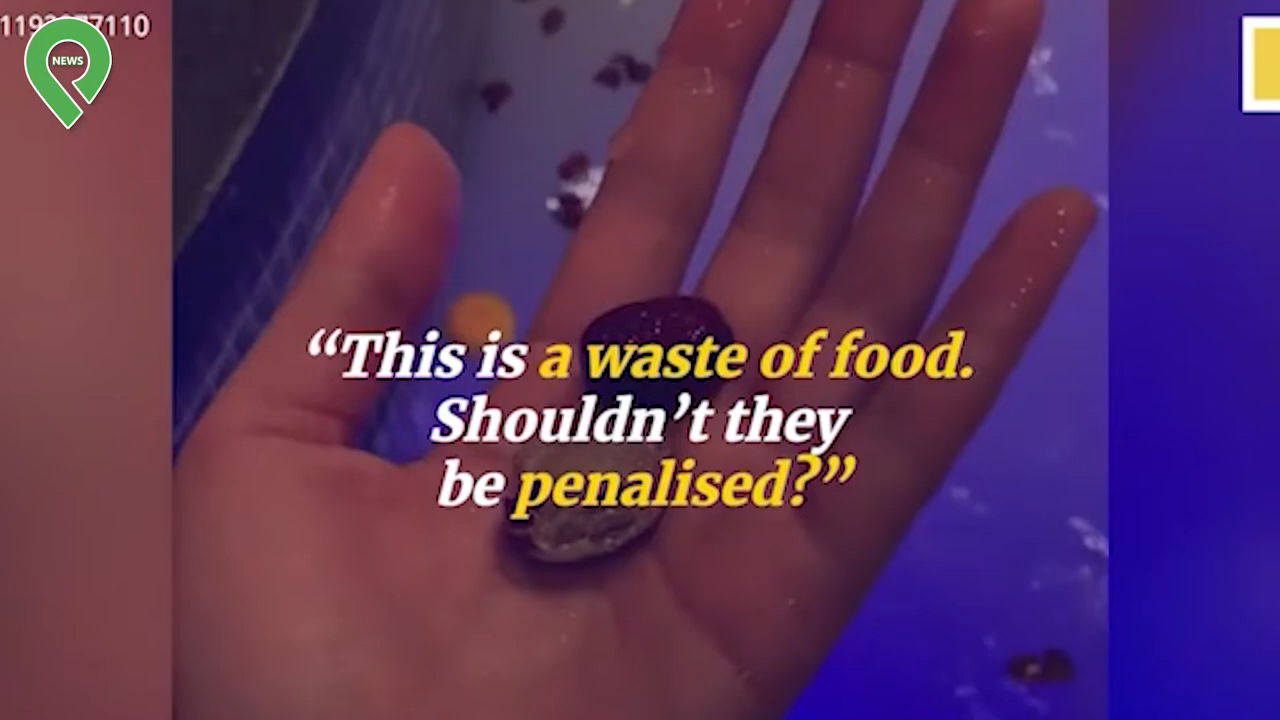 NEWS
“This is a waste of food.
Shouldn’t they
be penalised?”